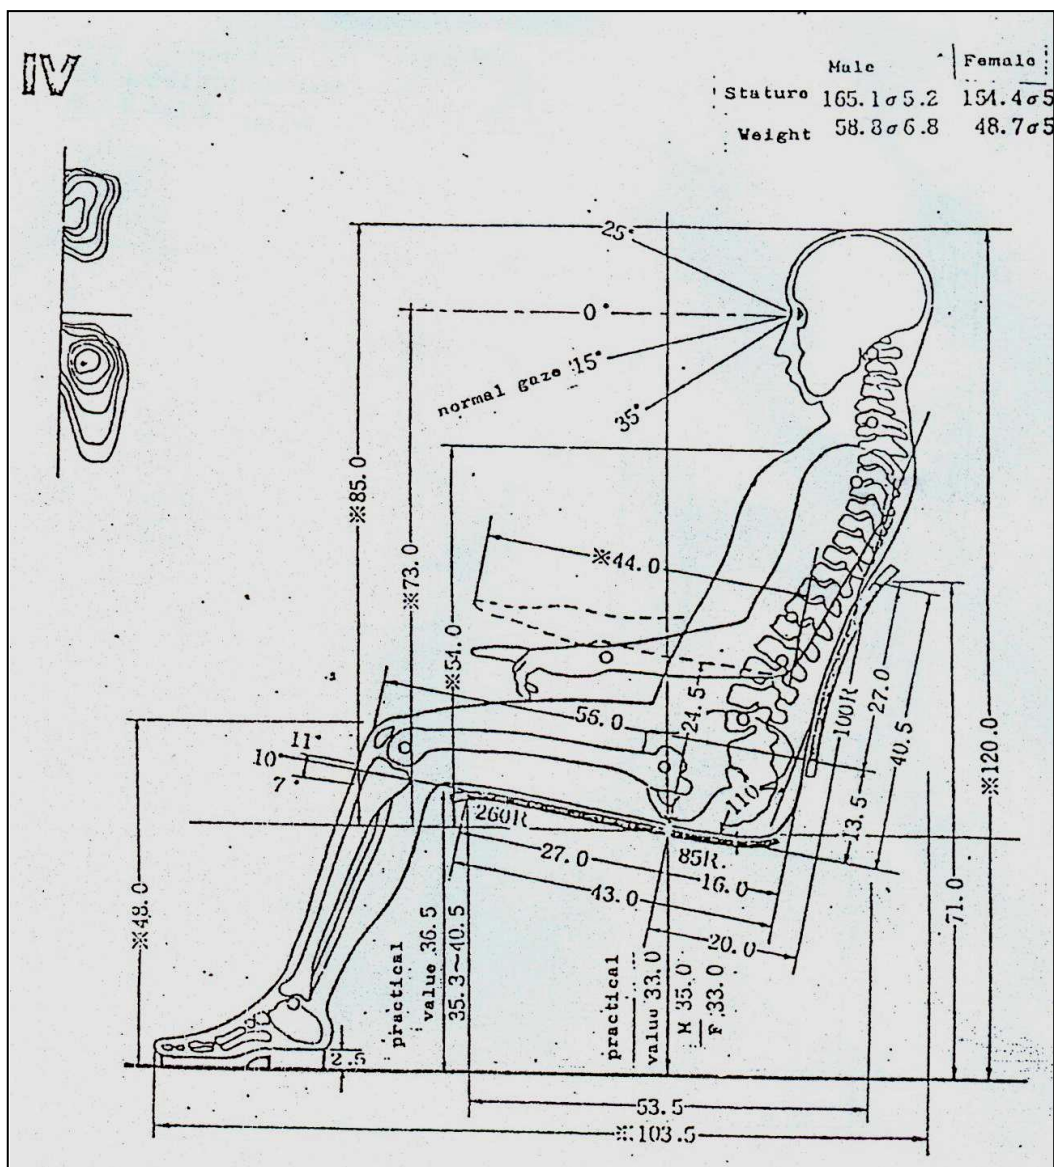 IV
Male Female
Stature 165.1σ5.2 154.4σ5
Weight 58.8σ6.8 48.7σ5
25°
0°
normal gaze 15°
35°
※85.0
※73.0
※54.0
※44.0
※120.0
27.0
100R
40.5
24.5
56.0
11°
10°
7°
110°
13.5
260R
27.0
85R
16.0
43.0
20.0
71.0
※48.0
practical
value 36.5
35.3~40.5
practical
value 33.0
M 35.0
F 33.0
2.5
53.5
※103.5